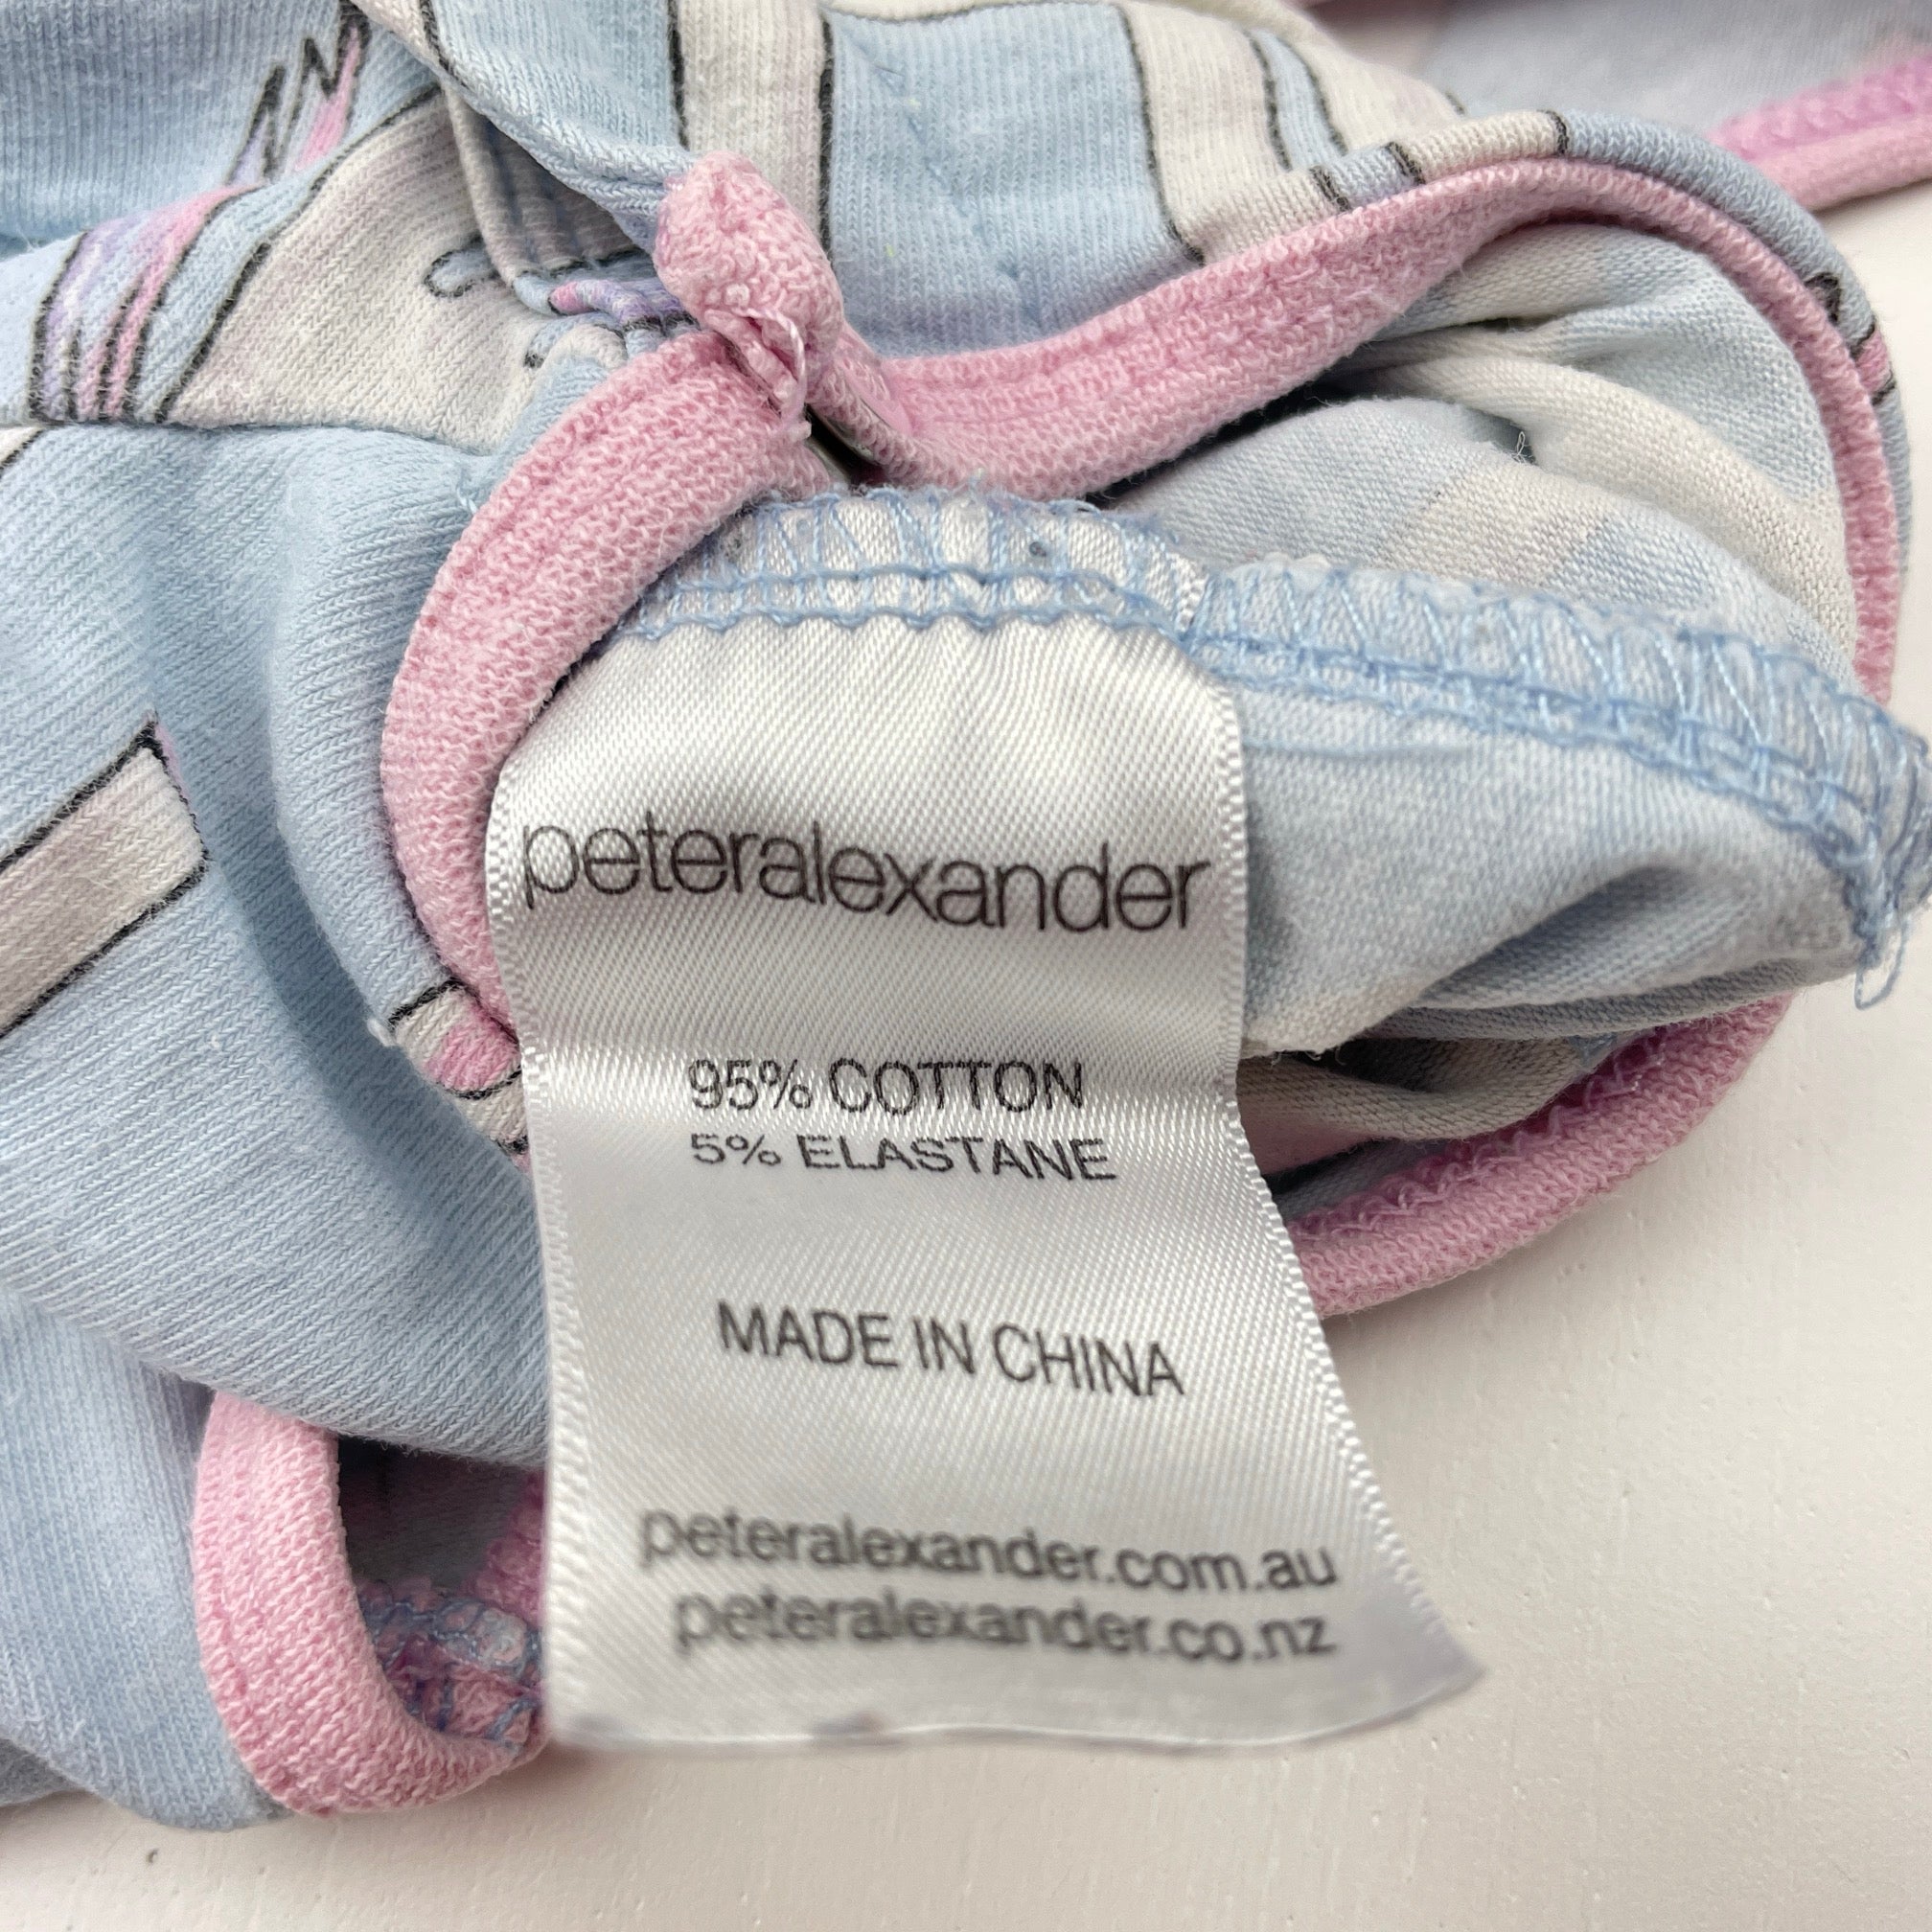 peteralexander
95% COTTON
5% ELASTANE
MADE IN CHINA
peteralexander.com.au
peteralexander.co.nz